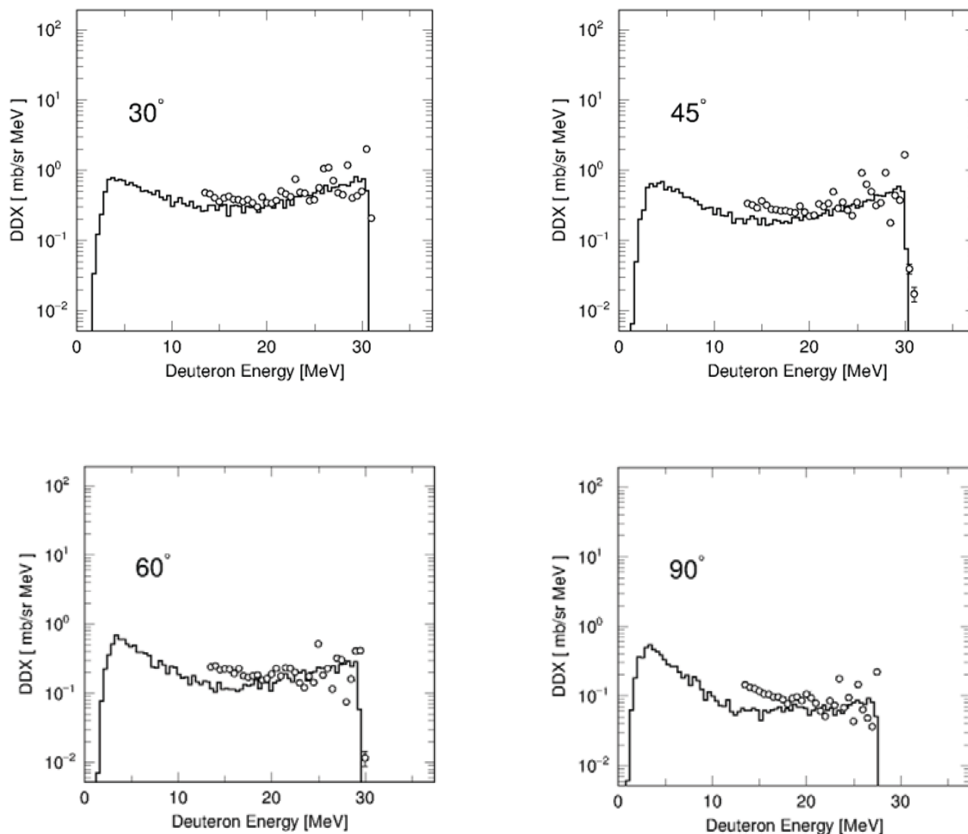 10²
10¹
10⁰
10⁻¹
10⁻²
DDX [ mb/sr MeV ]
30°
0 10 20 30
Deuteron Energy [MeV]
10²
10¹
10⁰
10⁻¹
10⁻²
DDX [ mb/sr MeV ]
45°
0 10 20 30
Deuteron Energy [MeV]
10²
10¹
10⁰
10⁻¹
10⁻²
DDX [ mb/sr MeV ]
60°
0 10 20 30
Deuteron Energy [MeV]
10²
10¹
10⁰
10⁻¹
10⁻²
DDX [ mb/sr MeV ]
90°
0 10 20 30
Deuteron Energy [MeV]